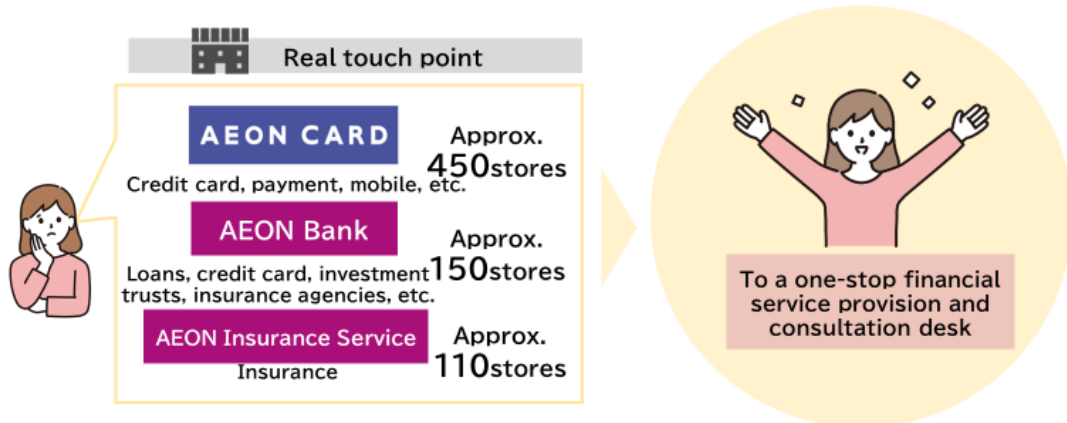 Real touch point
AEON CARD
Approx.
450stores
Credit card, payment, mobile, etc.
AEON Bank
Approx.
150stores
Loans, credit card, investment
trusts, insurance agencies, etc.
AEON Insurance Service
Approx.
110stores
Insurance
To a one-stop financial
service provision and
consultation desk